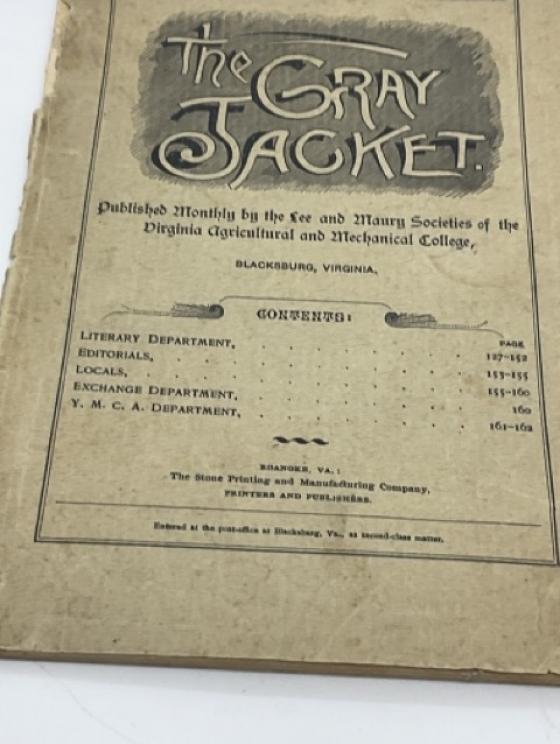 The Gray
Jacket.
Published Monthly by the Lee and Maury Societies of the
Virginia Agricultural and Mechanical College,
BLACKSBURG, VIRGINIA.
CONTENTS:
PAGE
LITERARY DEPARTMENT, . . . . . . 127-152
EDITORIALS, . . . . . . . . 153-155
LOCALS, . . . . . . . . 155-160
EXCHANGE DEPARTMENT, . . . . . . 160
Y. M. C. A. DEPARTMENT, . . . . . . 161-162
ROANOKE, VA.:
The Stone Printing and Manufacturing Company,
PRINTERS AND PUBLISHERS.
Entered at the post-office at Blacksburg, Va., as second-class matter.